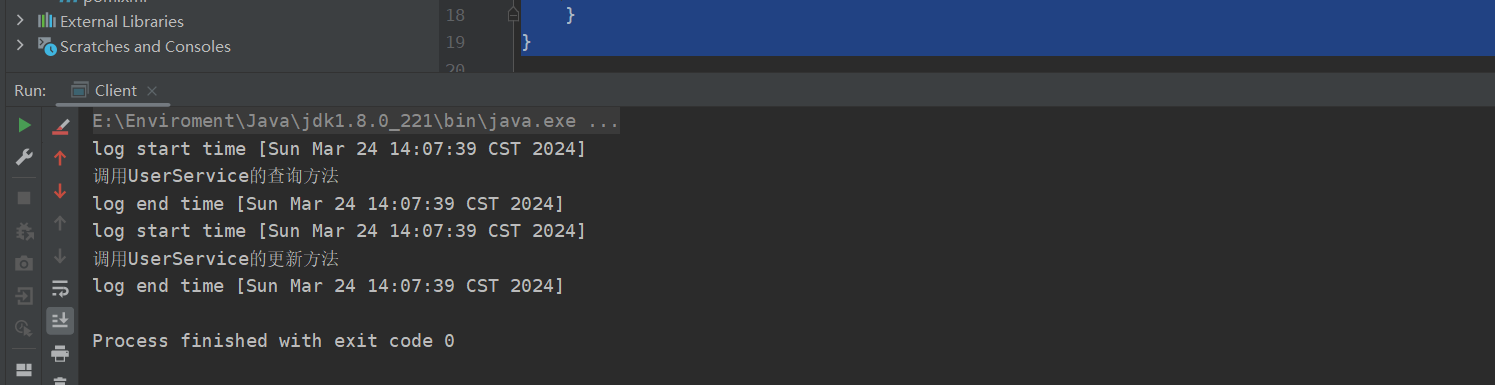 External Libraries
Scratches and Consoles
18 }
19 }
20
Run: Client
E:\Enviroment\Java\jdk1.8.0_221\bin\java.exe ...
log start time [Sun Mar 24 14:07:39 CST 2024]
调用UserService的查询方法
log end time [Sun Mar 24 14:07:39 CST 2024]
log start time [Sun Mar 24 14:07:39 CST 2024]
调用UserService的更新方法
log end time [Sun Mar 24 14:07:39 CST 2024]
Process finished with exit code 0